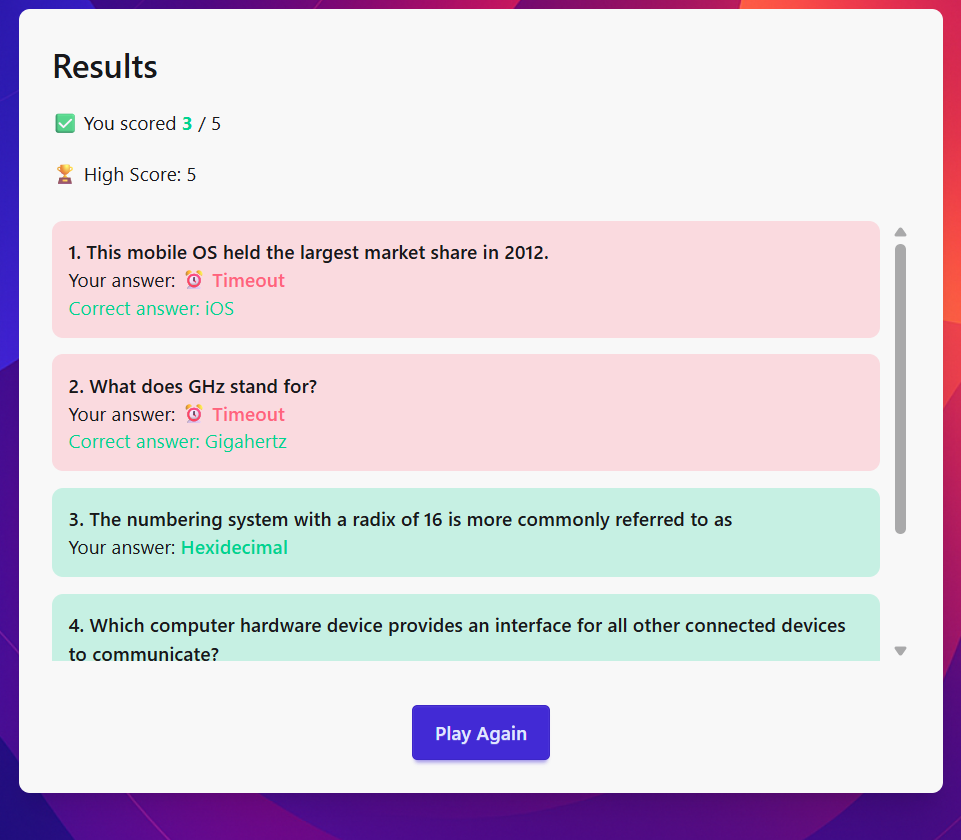 Results
You scored 3 / 5
High Score: 5
1. This mobile OS held the largest market share in 2012.
Your answer: Timeout
Correct answer: iOS
2. What does GHz stand for?
Your answer: Timeout
Correct answer: Gigahertz
3. The numbering system with a radix of 16 is more commonly referred to as
Your answer: Hexidecimal
4. Which computer hardware device provides an interface for all other connected devices
to communicate?
Play Again